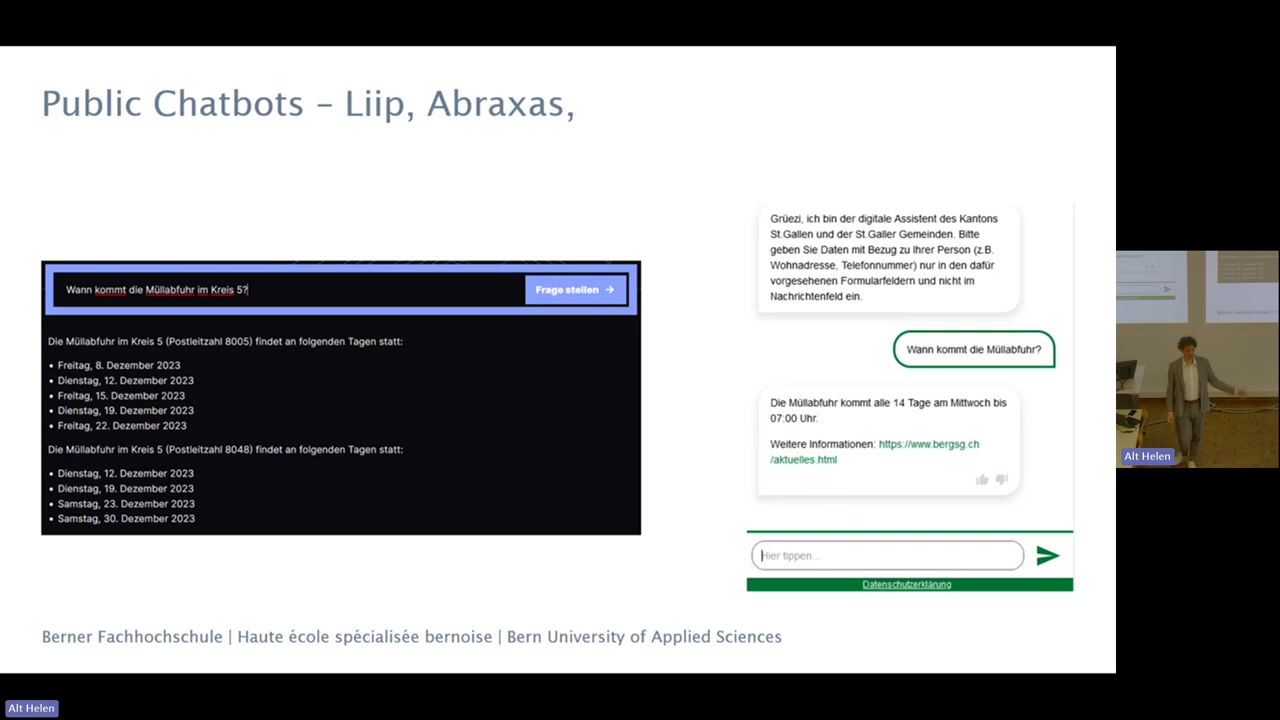 Public Chatbots – Liip, Abraxas,
Wann kommt die Müllabfuhr im Kreis 5?
Frage stellen →
Die Müllabfuhr im Kreis 5 (Postleitzahl 8005) findet an folgenden Tagen statt:
• Freitag, 8. Dezember 2023
• Dienstag, 12. Dezember 2023
• Freitag, 15. Dezember 2023
• Dienstag, 19. Dezember 2023
• Freitag, 22. Dezember 2023
Die Müllabfuhr im Kreis 5 (Postleitzahl 8048) findet an folgenden Tagen statt:
• Dienstag, 12. Dezember 2023
• Dienstag, 19. Dezember 2023
• Samstag, 23. Dezember 2023
• Samstag, 30. Dezember 2023
Grüezi, ich bin der digitale Assistent des Kantons
St.Gallen und der St.Galler Gemeinden. Bitte
geben Sie Daten mit Bezug zu Ihrer Person (z.B.
Wohnadresse, Telefonnummer) nur in den dafür
vorgesehenen Formularfeldern und nicht im
Nachrichtenfeld ein.
Wann kommt die Müllabfuhr?
Die Müllabfuhr kommt alle 14 Tage am Mittwoch bis
07:00 Uhr.
Weitere Informationen: https://www.bergsg.ch
/aktuelles.html
Hier tippen...
Datenschutzerklärung
Berner Fachhochschule | Haute école spécialisée bernoise | Bern University of Applied Sciences
Alt Helen
Alt Helen